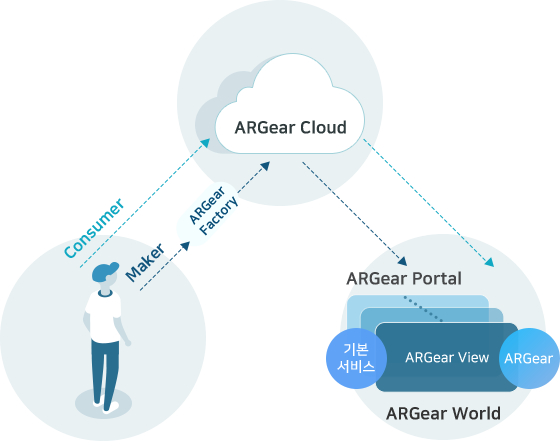 ARGear Cloud
Consumer
Maker
ARGear
Factory
ARGear Portal
기본
서비스
ARGear View
ARGear
ARGear World